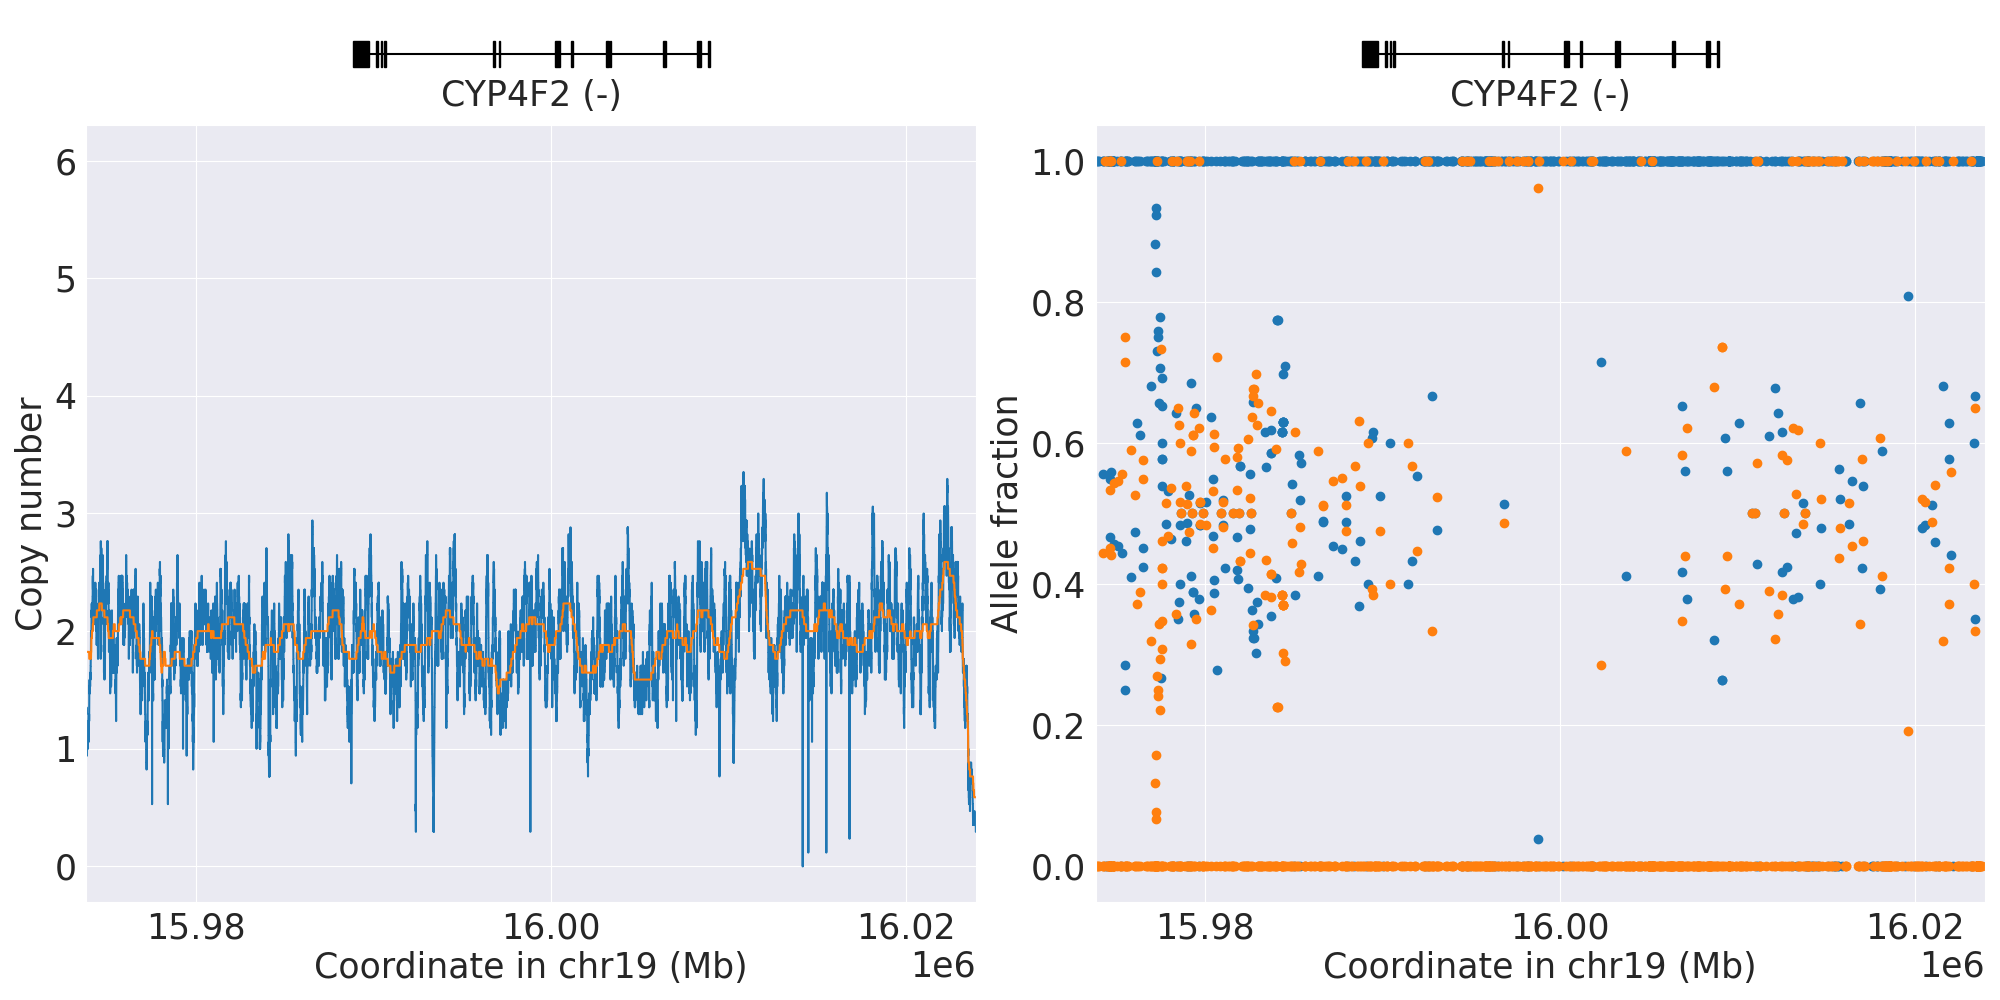 CYP4F2 (-)
6
5
4
3
2
1
0
Copy number
15.98
16.00
16.02
Coordinate in chr19 (Mb)
1e6
CYP4F2 (-)
1.0
0.8
0.6
0.4
0.2
0.0
Allele fraction
15.98
16.00
16.02
Coordinate in chr19 (Mb)
1e6